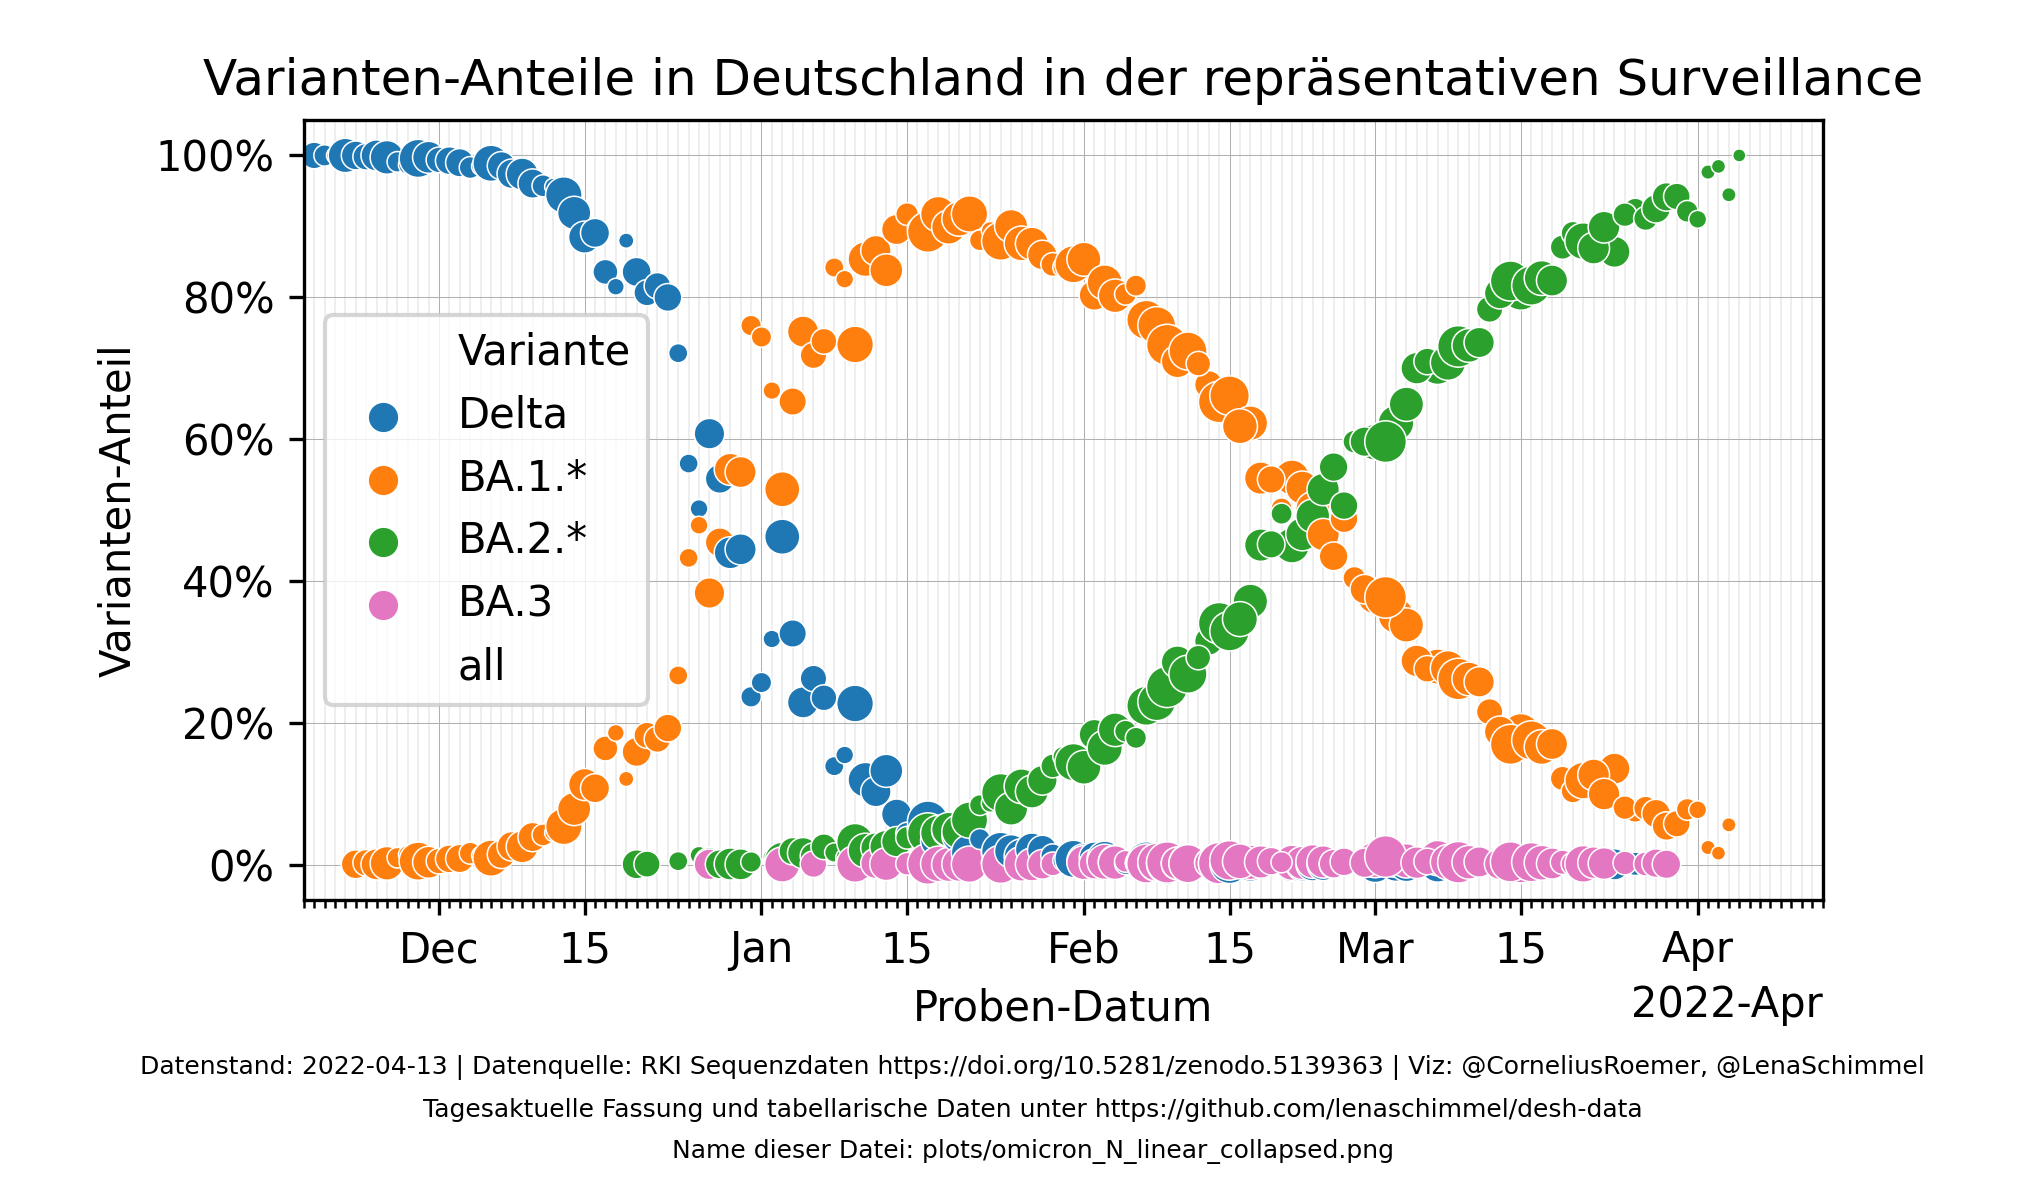 Varianten-Anteile in Deutschland in der repräsentativen Surveillance
Varianten-Anteil
100%
80%
60%
40%
20%
0%
Variante
Delta
BA.1.*
BA.2.*
BA.3
all
Dec 15 Jan 15 Feb 15 Mar 15 Apr
2022-Apr
Proben-Datum
Datenstand: 2022-04-13 | Datenquelle: RKI Sequenzdaten https://doi.org/10.5281/zenodo.5139363 | Viz: @CorneliusRoemer, @LenaSchimmel
Tagesaktuelle Fassung und tabellarische Daten unter https://github.com/lenaschimmel/desh-data
Name dieser Datei: plots/omicron_N_linear_collapsed.png